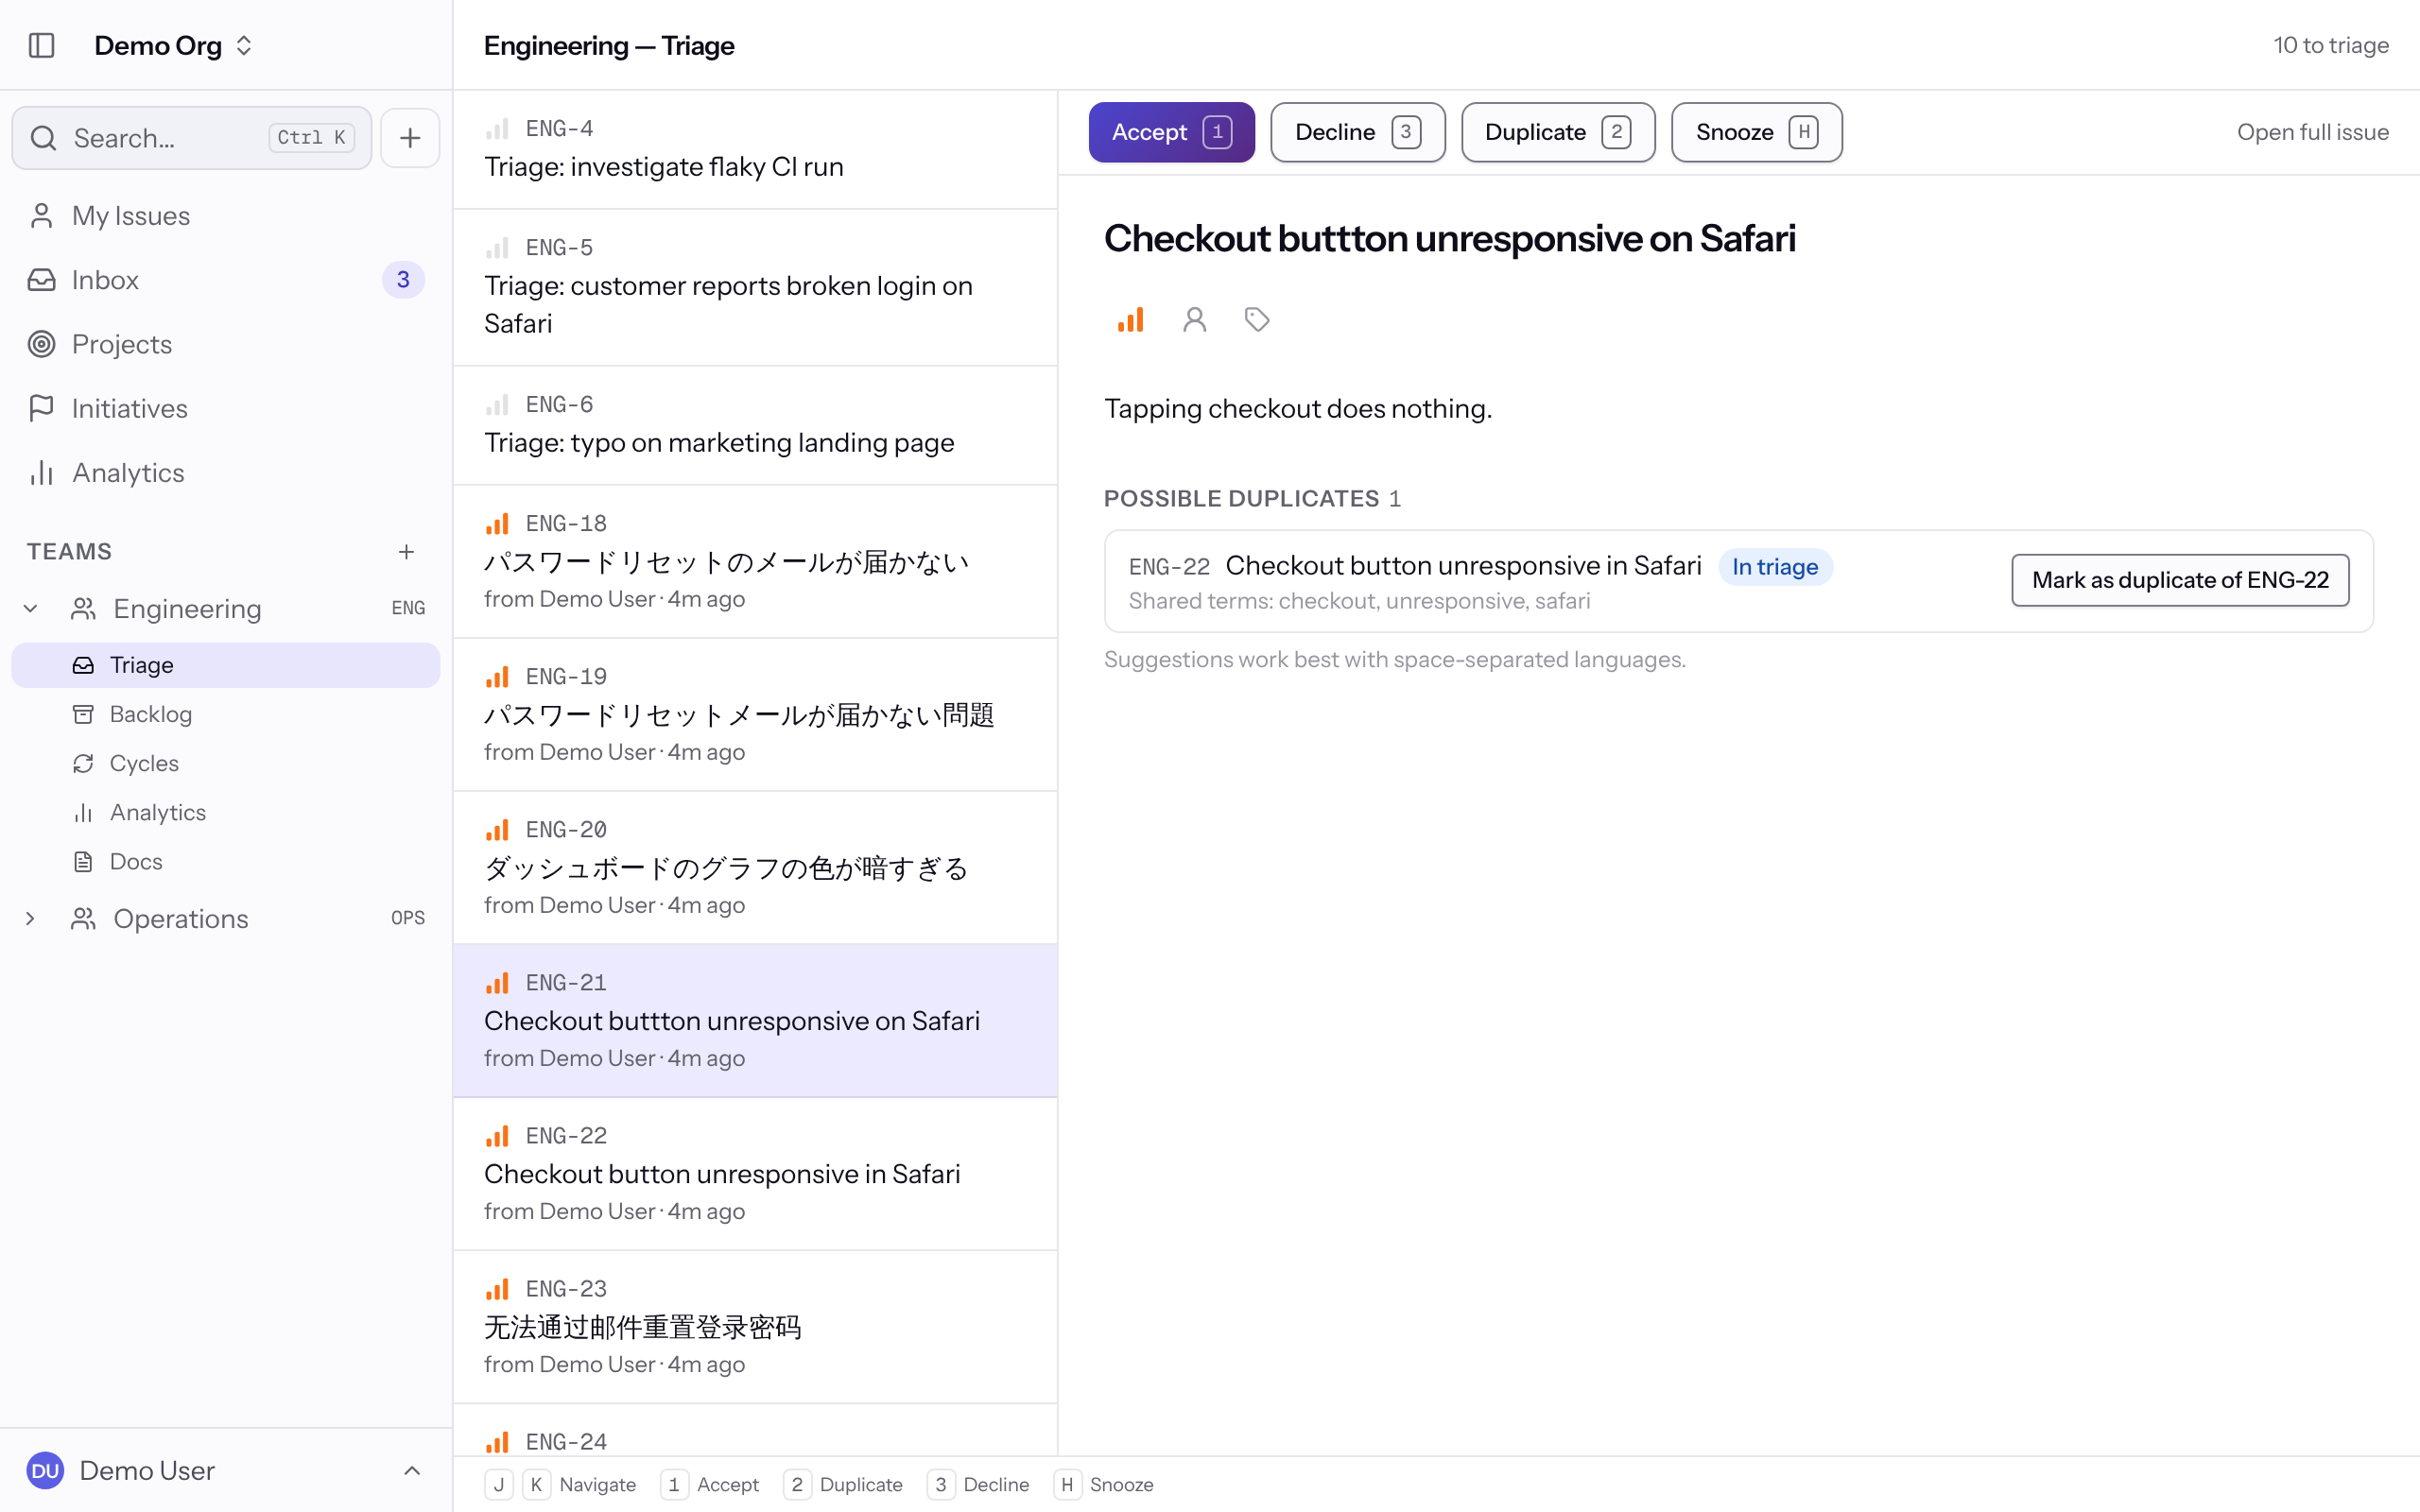 Demo Org
Search...
Ctrl K
My Issues
Inbox
3
Projects
Initiatives
Analytics
TEAMS
Engineering
ENG
Triage
Backlog
Cycles
Analytics
Docs
Operations
OPS
DU
Demo User
Engineering — Triage
10 to triage
ENG-4
Triage: investigate flaky CI run
ENG-5
Triage: customer reports broken login on
Safari
ENG-6
Triage: typo on marketing landing page
ENG-18
パスワードリセットのメールが届かない
from Demo User · 4m ago
ENG-19
パスワードリセットメールが届かない問題
from Demo User · 4m ago
ENG-20
ダッシュボードのグラフの色が暗すぎる
from Demo User · 4m ago
ENG-21
Checkout buttton unresponsive on Safari
from Demo User · 4m ago
ENG-22
Checkout button unresponsive in Safari
from Demo User · 4m ago
ENG-23
无法通过邮件重置登录密码
from Demo User · 4m ago
ENG-24
Accept 1
Decline 3
Duplicate 2
Snooze H
Open full issue
Checkout buttton unresponsive on Safari
Tapping checkout does nothing.
POSSIBLE DUPLICATES 1
ENG-22 Checkout button unresponsive in Safari In triage
Shared terms: checkout, unresponsive, safari
Mark as duplicate of ENG-22
Suggestions work best with space-separated languages.
J K Navigate 1 Accept 2 Duplicate 3 Decline H Snooze